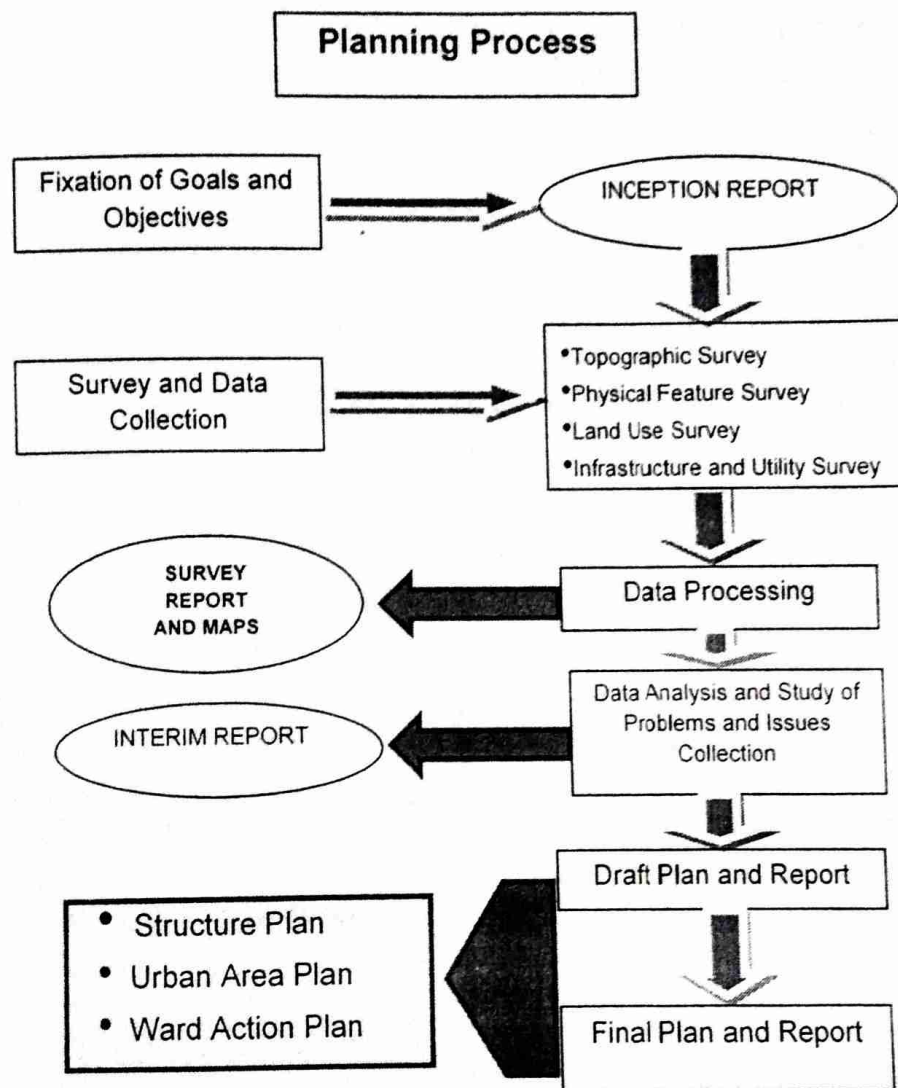 Planning Process
Fixation of Goals and
Objectives
INCEPTION REPORT
Survey and Data
Collection
•Topographic Survey
•Physical Feature Survey
•Land Use Survey
•Infrastructure and Utility Survey
SURVEY
REPORT
AND MAPS
Data Processing
INTERIM REPORT
Data Analysis and Study of
Problems and Issues
Collection
Draft Plan and Report
• Structure Plan
• Urban Area Plan
• Ward Action Plan
Final Plan and Report